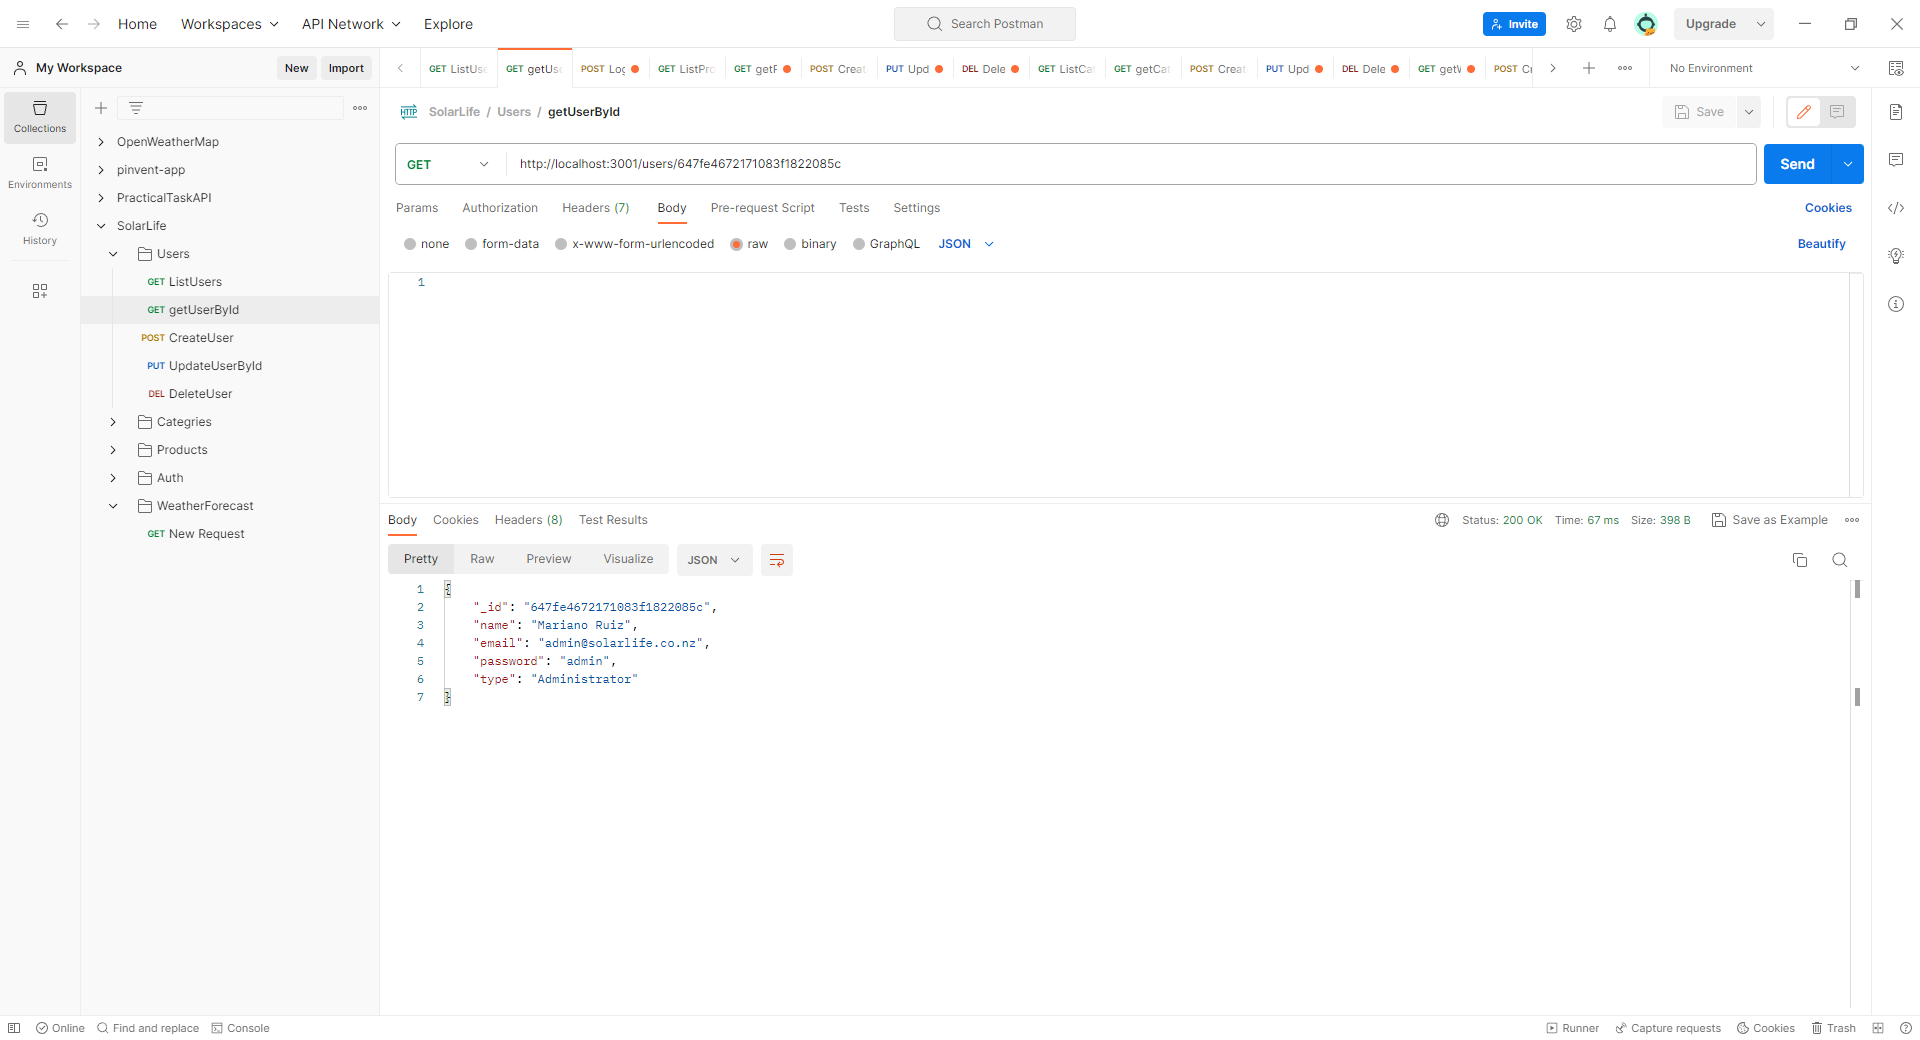 Home Workspaces API Network Explore Search Postman Invite Upgrade
My Workspace New Import
GET ListUse GET getUse POST Log GET ListPro GET getP POST Creat PUT Upd DEL Dele GET ListCat GET getCat POST Creat PUT Upd DEL Dele GET getW POST Cr No Environment
Collections
Environments
History
OpenWeatherMap
pinvent-app
PracticalTaskAPI
SolarLife
Users
GET ListUsers
GET getUserById
POST CreateUser
PUT UpdateUserById
DEL DeleteUser
Categries
Products
Auth
WeatherForecast
GET New Request
HTTP SolarLife / Users / getUserById Save
GET http://localhost:3001/users/647fe4672171083f1822085c Send
Params Authorization Headers (7) Body Pre-request Script Tests Settings Cookies
none form-data x-www-form-urlencoded raw binary GraphQL JSON Beautify
1
Body Cookies Headers (8) Test Results Status: 200 OK Time: 67 ms Size: 398 B Save as Example
Pretty Raw Preview Visualize JSON
1 {
2 "_id": "647fe4672171083f1822085c",
3 "name": "Mariano Ruiz",
4 "email": "admin@solarlife.co.nz",
5 "password": "admin",
6 "type": "Administrator"
7 }
Online Find and replace Console Runner Capture requests Cookies Trash